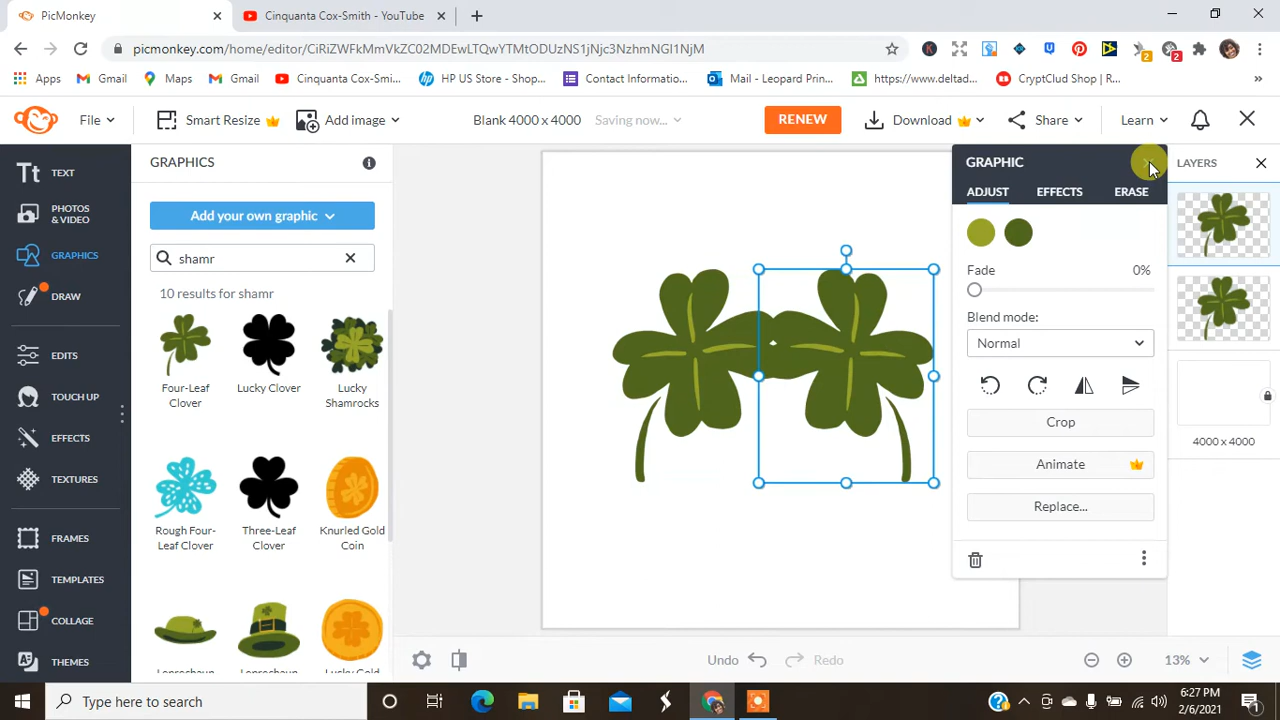 PicMonkey
Cinquanta Cox-Smith - YouTube
picmonkey.com/home/editor/CiRiZWFkMmVkZC02MDEwLTQwYTMtODUzNS1jNjc3NzhmNGI1NjM
Apps
Gmail
Maps
Gmail
Cinquanta Cox-Smi...
HP US Store - Shop...
Contact Informatio...
Mail - Leopard Prin...
https://www.deltad...
CryptClud Shop | R...
File
Smart Resize
Add image
Blank 4000 x 4000
Saving now...
RENEW
Download
Share
Learn
Tt TEXT
PHOTOS
& VIDEO
GRAPHICS
DRAW
EDITS
TOUCH UP
EFFECTS
TEXTURES
FRAMES
TEMPLATES
COLLAGE
THEMES
GRAPHICS
Add your own graphic
shamr
10 results for shamr
Four-Leaf
Clover
Lucky Clover
Lucky
Shamrocks
Rough Four-
Leaf Clover
Three-Leaf
Clover
Knurled Gold
Coin
Leprechaun
Leprechaun
Lucky Gold
GRAPHIC
ADJUST
EFFECTS
ERASE
Fade
0%
Blend mode:
Normal
Crop
Animate
Replace...
LAYERS
4000 x 4000
Undo
Redo
13%
Type here to search
6:27 PM
2/6/2021